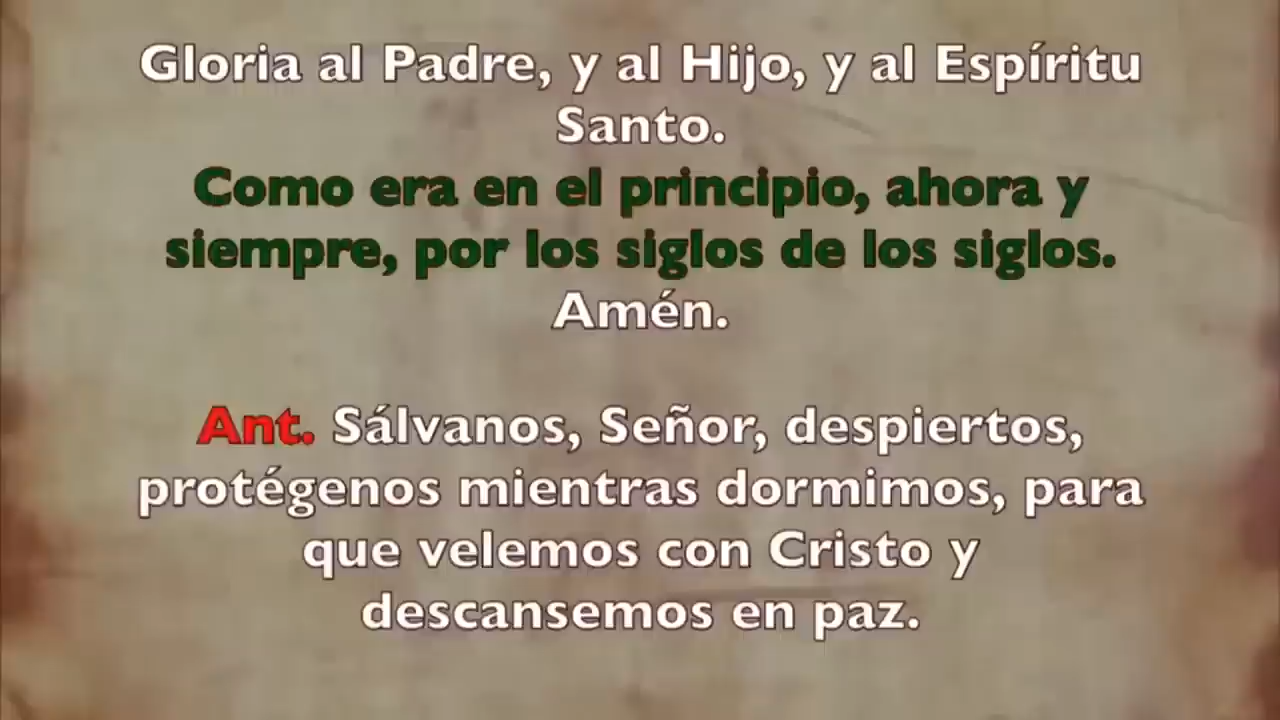 Gloria al Padre, y al Hijo, y al Espíritu
Santo.
Como era en el principio, ahora y
siempre, por los siglos de los siglos.
Amén.
Ant. Sálvanos, Señor, despiertos,
protégenos mientras dormimos, para
que velemos con Cristo y
descansemos en paz.